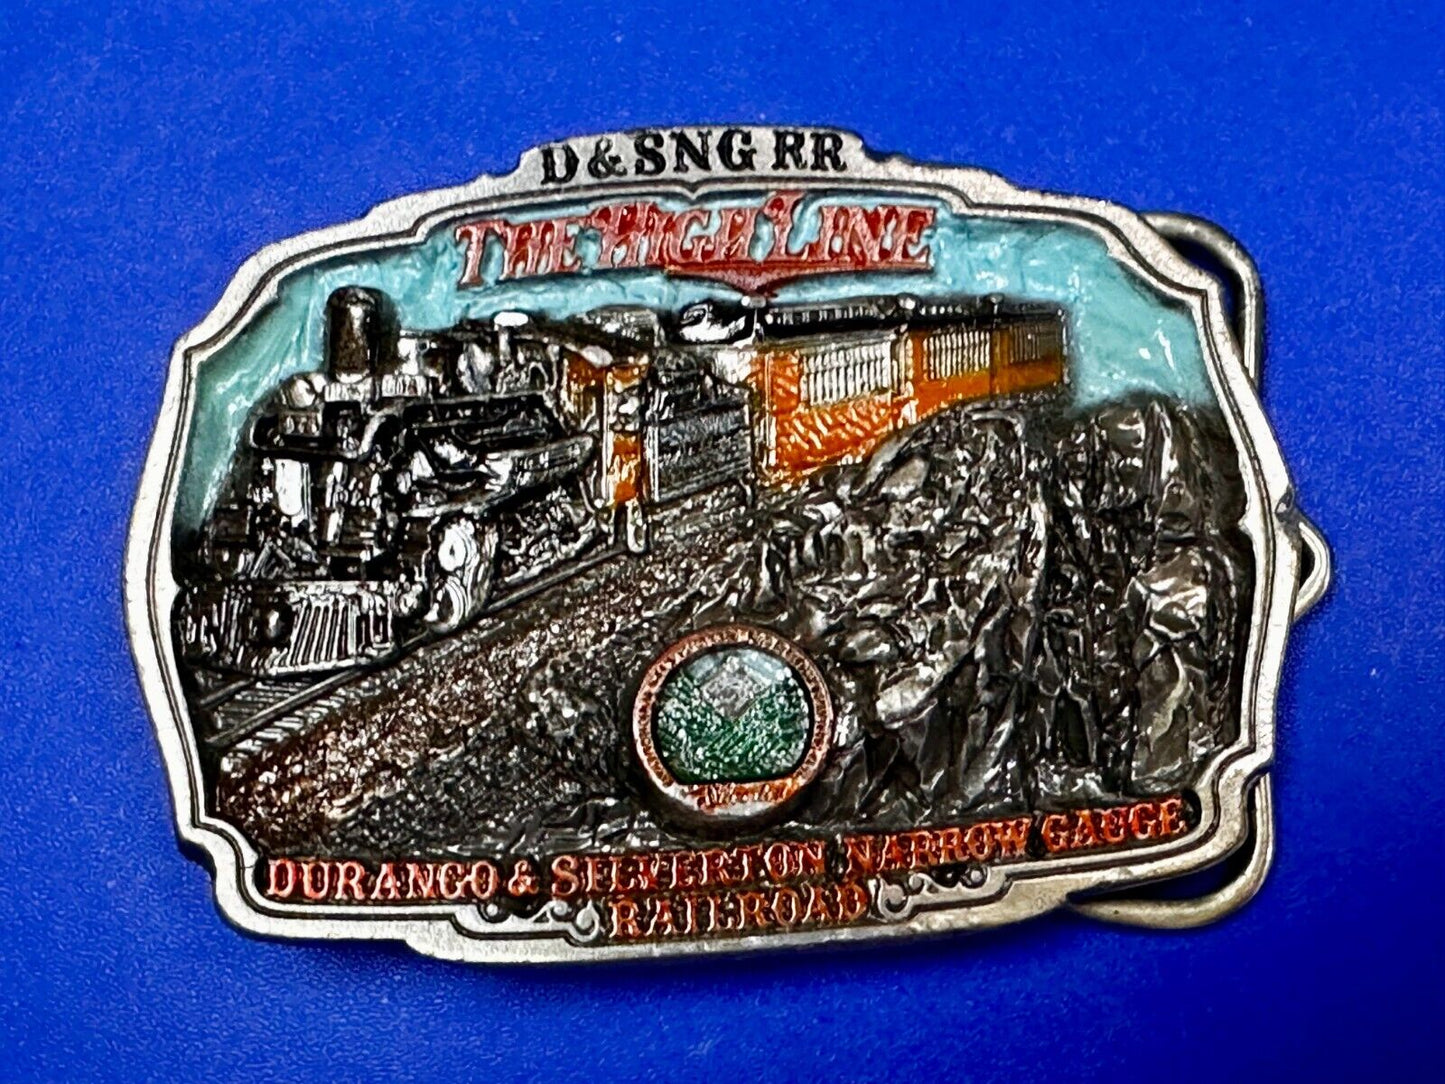 D & SNG RR
THE HIGH LINE
DURANGO & SILVERTON NARROW GAUGE
RAILROAD